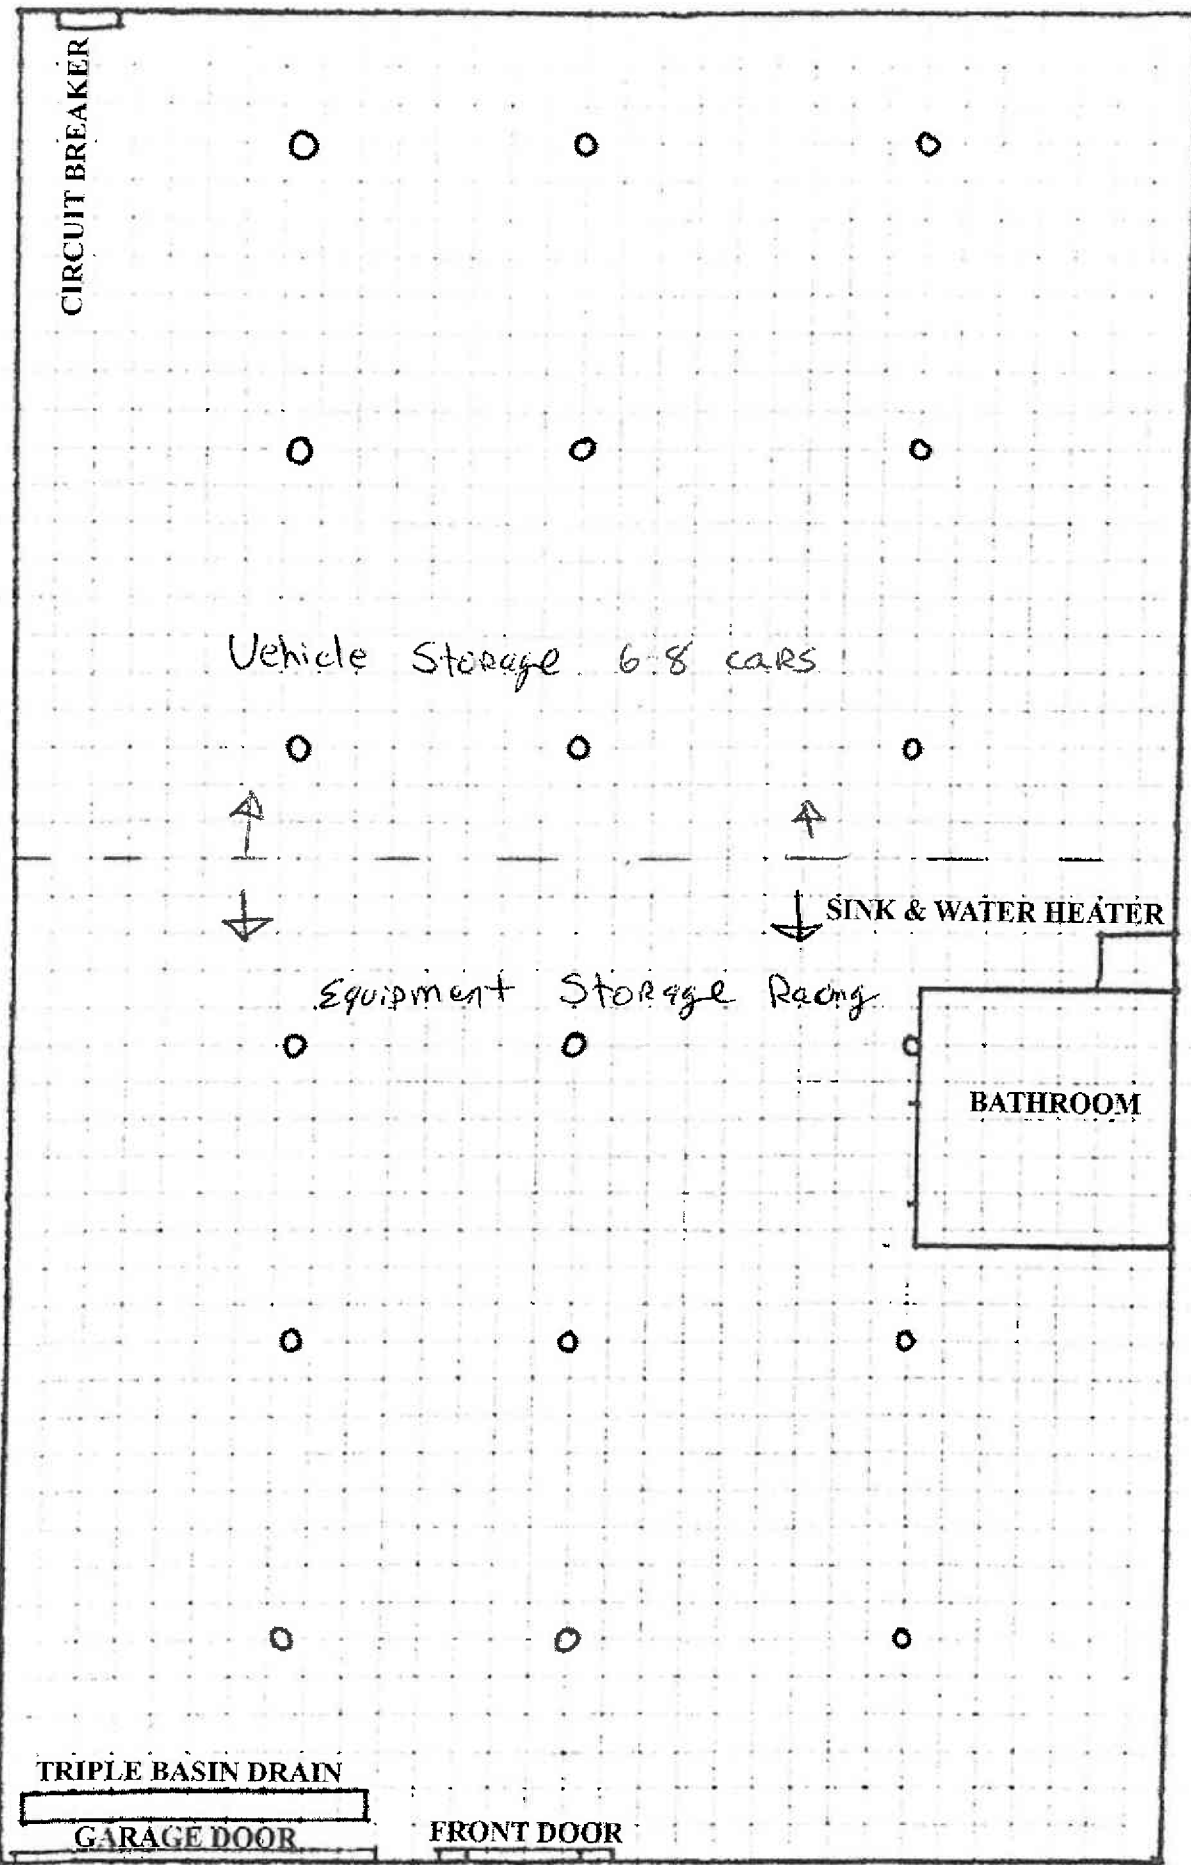 CIRCUIT BREAKER
Vehicle Storage 6-8 cars
SINK & WATER HEATER
Equipment Storage Racing
BATHROOM
TRIPLE BASIN DRAIN
GARAGE DOOR
FRONT DOOR